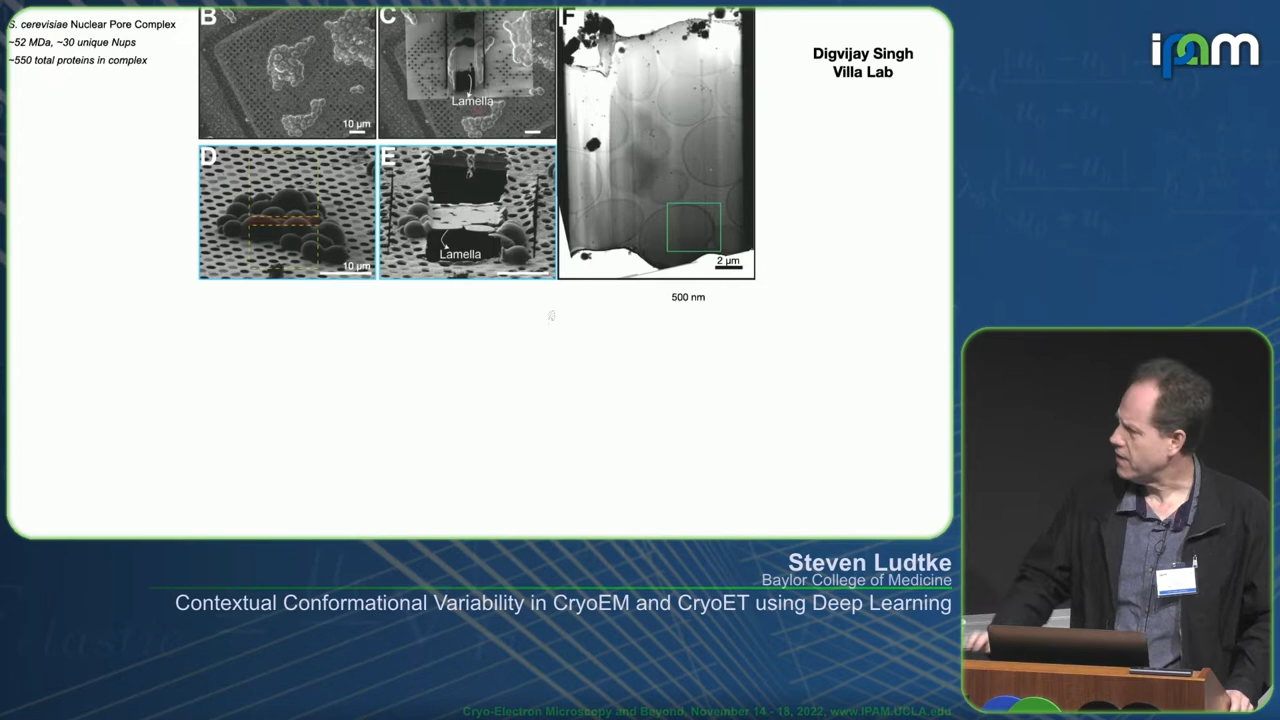 S. cerevisiae Nuclear Pore Complex
~52 MDa, ~30 unique Nups
~550 total proteins in complex
B
10 µm
C
Lamella
D
10 µm
E
Lamella
F
2 µm
500 nm
Digvijay Singh
Villa Lab
ipam
Steven Ludtke
Baylor College of Medicine
Contextual Conformational Variability in CryoEM and CryoET using Deep Learning
Cryo-Electron Microscopy and Beyond, November 14 - 18, 2022, www.IPAM.UCLA.edu